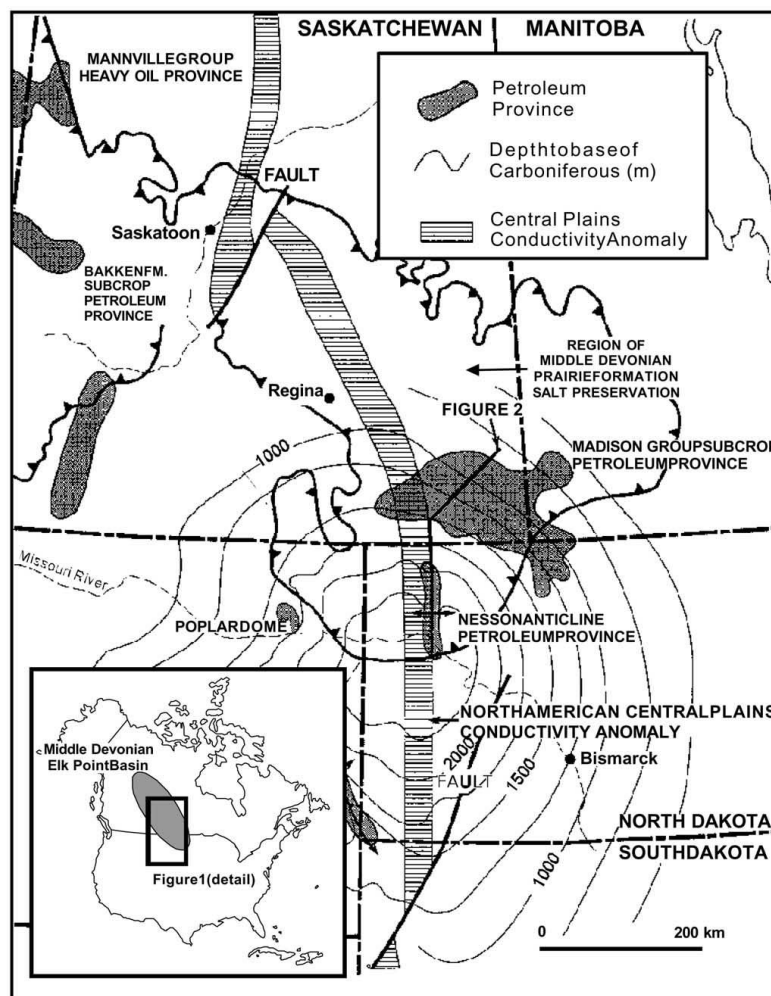 SASKATCHEWAN
MANITOBA
MANNVILLEGROUP
HEAVY OIL PROVINCE
Petroleum
Province
Depthtobaseof
Carboniferous (m)
Central Plains
ConductivityAnomaly
FAULT
Saskatoon
BAKKENFM.
SUBCROP
PETROLEUM
PROVINCE
REGION OF
MIDDLE DEVONIAN
PRAIRIEFORMATION
SALT PRESERVATION
Regina
FIGURE 2
MADISON GROUPSUBCROP
PETROLEUMPROVINCE
1000
Missouri River
POPLARDOME
NESSONANTICLINE
PETROLEUMPROVINCE
NORTHAMERICAN CENTRALPLAINS
CONDUCTIVITY ANOMALY
2000
FAULT
1500
Bismarck
1000
NORTH DAKOTA
SOUTHDAKOTA
Middle Devonian
Elk PointBasin
Figure1(detail)
0 200 km